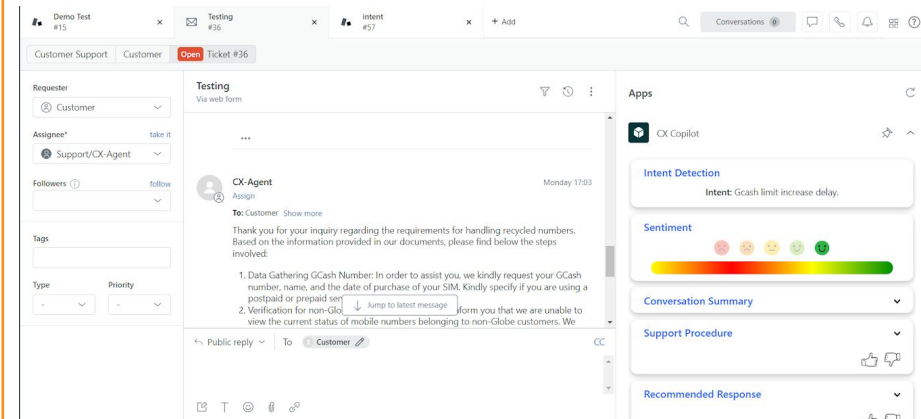 Demo Test
#15
Testing
#36
intent
#57
+ Add
Conversations 0
Customer Support
Customer
Open Ticket #36
Requester
Customer
Assignee*
take it
Support/CX-Agent
Followers
follow
Tags
Type
Priority
-
-
Testing
Via web form
...
CX-Agent
Monday 17:03
Assign
To: Customer Show more
Thank you for your inquiry regarding the requirements for handling recycled numbers.
Based on the information provided in our documents, please find below the steps
involved:
1. Data Gathering GCash Number: In order to assist you, we kindly request your GCash
number, name, and the date of purchase of your SIM. Kindly specify if you are using a
postpaid or prepaid
Jump to latest message
2. Verification for
that we are unable to
view the current status of mobile numbers belonging to non-Globe customers. We
Public reply
To
Customer
CC
T
Apps
CX Copilot
Intent Detection
Intent: Gcash limit increase delay.
Sentiment
Conversation Summary
Support Procedure
Recommended Response